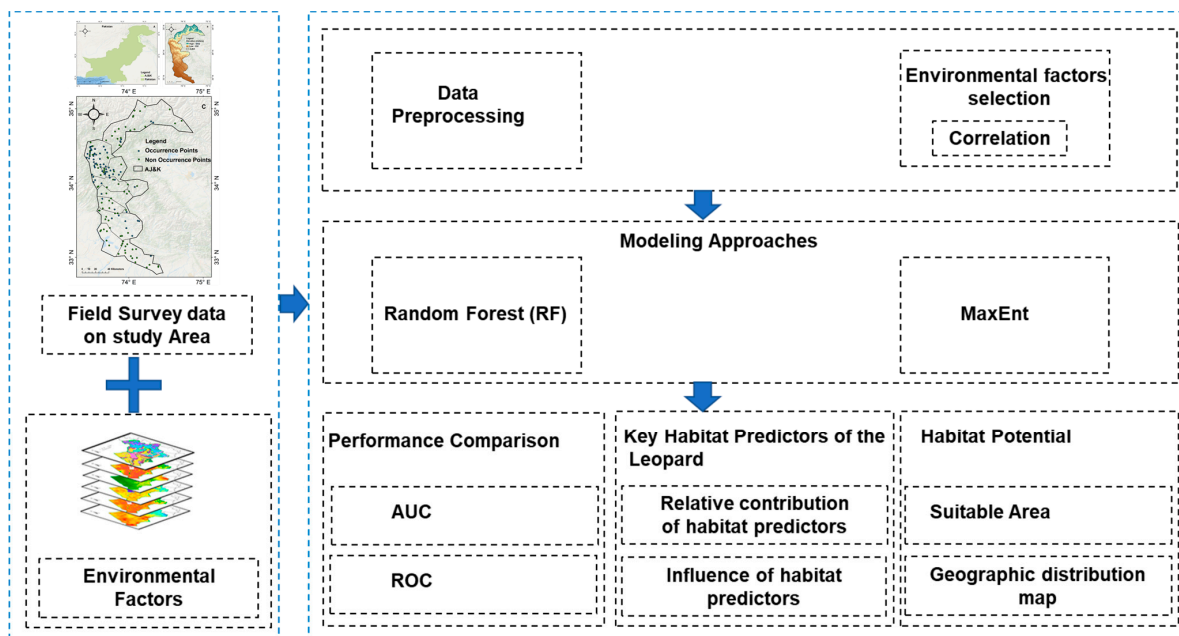 Pakistan
Legend
AJ&K
Pakistan
74° E
75° E
N
C
W
E
S
35° N
35° N
Legend
Occurrence Points
Non Occurrence Points
AJ&K
34° N
34° N
33° N
33° N
74° E
75° E
Field Survey data
on study Area
Environmental
Factors
Data
Preprocessing
Environmental factors
selection
Correlation
Modeling Approaches
Random Forest (RF)
MaxEnt
Performance Comparison
AUC
ROC
Key Habitat Predictors of the
Leopard
Relative contribution
of habitat predictors
Influence of habitat
predictors
Habitat Potential
Suitable Area
Geographic distribution
map